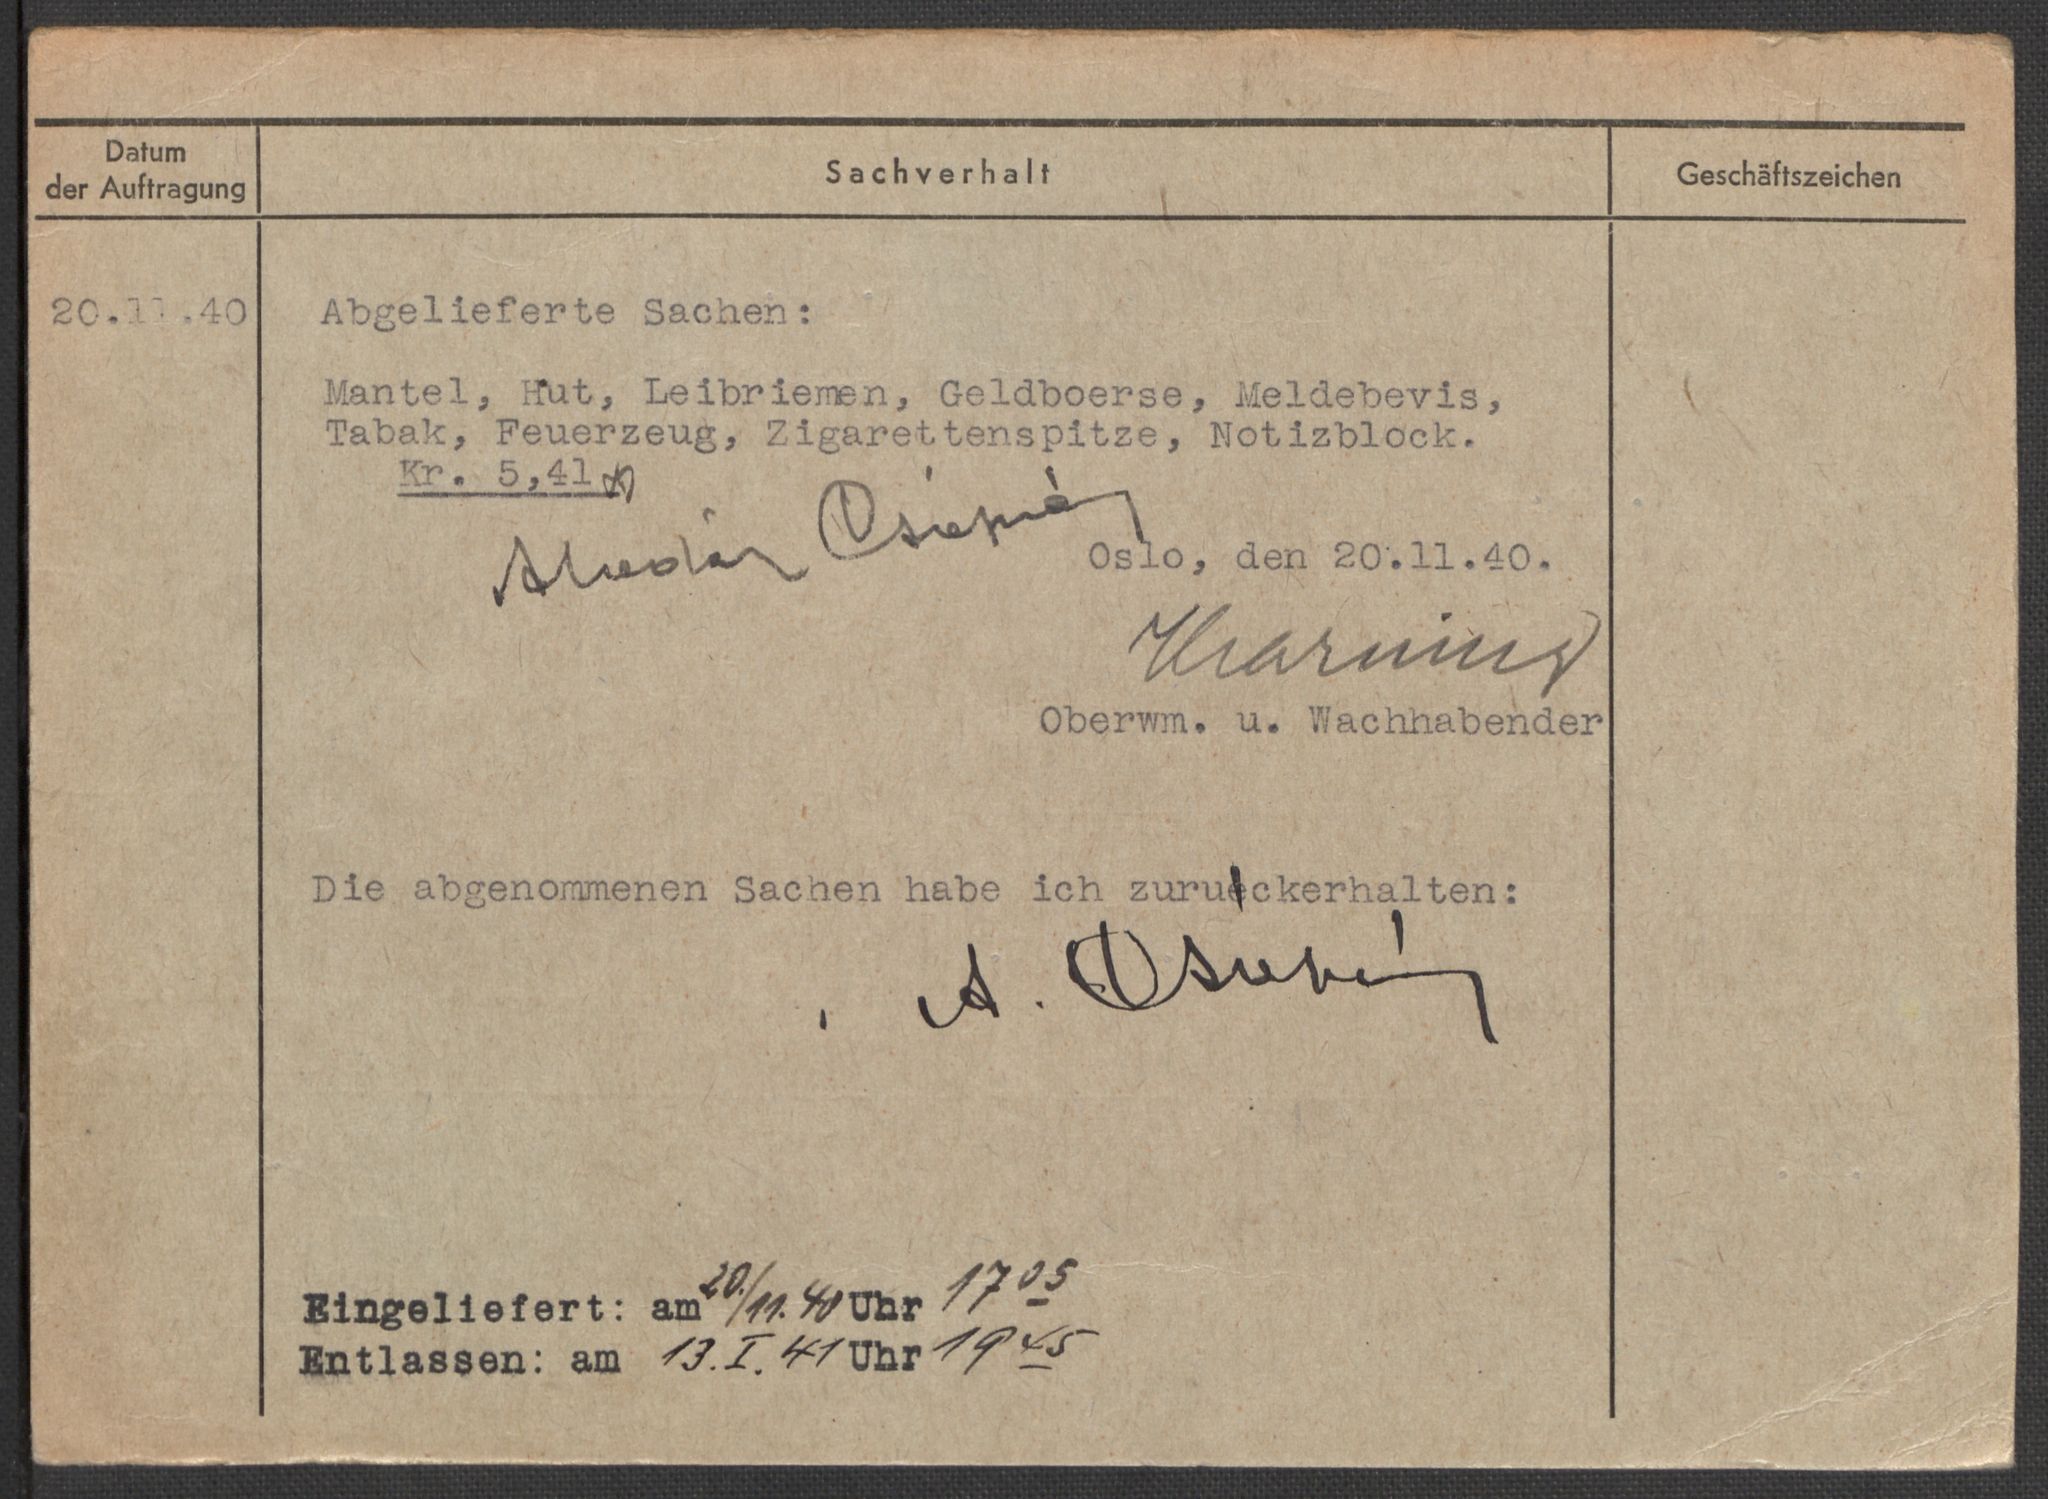 Datum
der Auftragung
Sachverhalt
Geschäftszeichen
20.11.40
Abgelieferte Sachen:
Mantel, Hut, Leibriemen, Geldboerse, Meldebevis,
Tabak, Feuerzeug, Zigarettenspitze, Notizblock.
Kr. 5,41
Oslo, den 20.11.40.
Oberwm. u. Wachhabender
Die abgenommenen Sachen habe ich zurueckerhalten:
A.
Eingeliefert: am 20./11.40 Uhr 17 05
Entlassen: am 13.I.41 Uhr 19 45